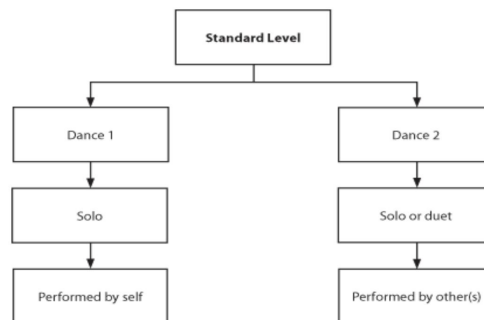 Standard Level
Dance 1
Dance 2
Solo
Solo or duet
Performed by self
Performed by other(s)